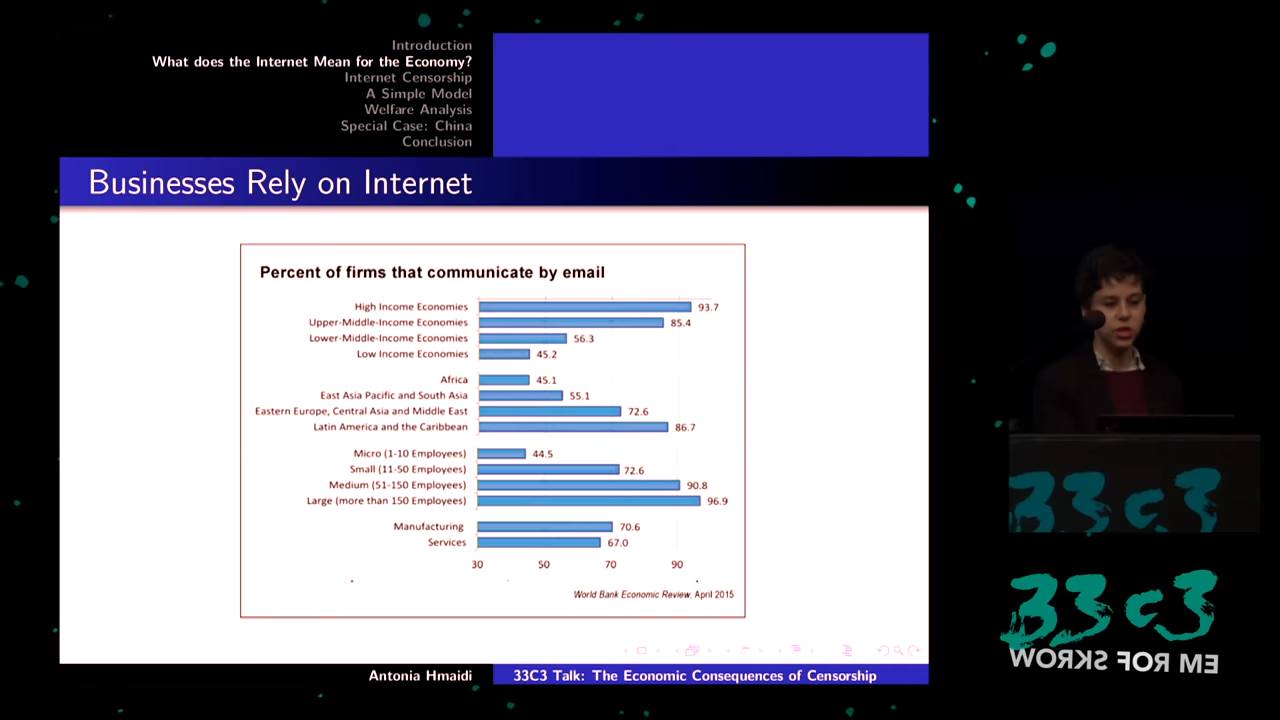 Introduction
What does the Internet Mean for the Economy?
Internet Censorship
A Simple Model
Welfare Analysis
Special Case: China
Conclusion
Businesses Rely on Internet
Percent of firms that communicate by email
High Income Economies 93.7
Upper-Middle-Income Economies 85.4
Lower-Middle-Income Economies 56.3
Low Income Economies 45.2
Africa 45.1
East Asia Pacific and South Asia 55.1
Eastern Europe, Central Asia and Middle East 72.6
Latin America and the Caribbean 86.7
Micro (1-10 Employees) 44.5
Small (11-50 Employees) 72.6
Medium (51-150 Employees) 90.8
Large (more than 150 Employees) 96.9
Manufacturing 70.6
Services 67.0
30 50 70 90
World Bank Economic Review, April 2015
Antonia Hmaidi
33C3 Talk: The Economic Consequences of Censorship
33c3
33c3
WORKS FOR ME